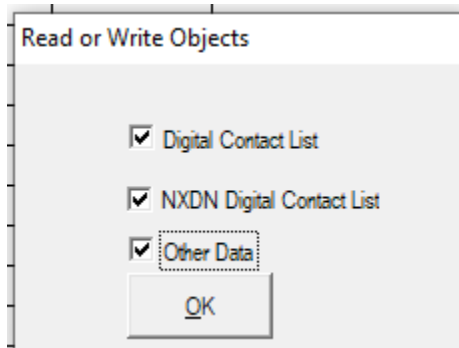 Read or Write Objects
Digital Contact List
NXDN Digital Contact List
Other Data
OK